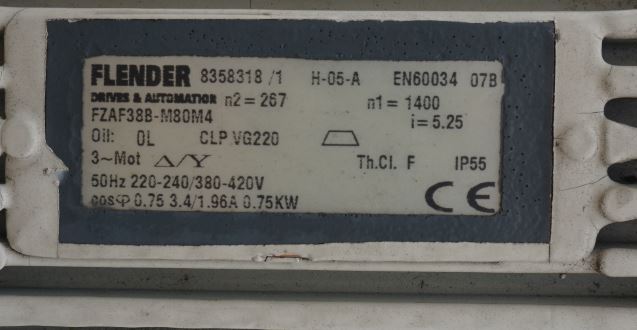 FLENDER 8358318 /1 H-05-A EN60034 07B
DRIVES & AUTOMATION n2 = 267 n1 = 1400
FZAF38B-M80M4 i = 5.25
Oil: 0L CLP VG220
3~Mot △/Y Th.Cl. F IP55
50Hz 220-240/380-420V
cosφ 0.75 3.4/1.96A 0.75KW CE